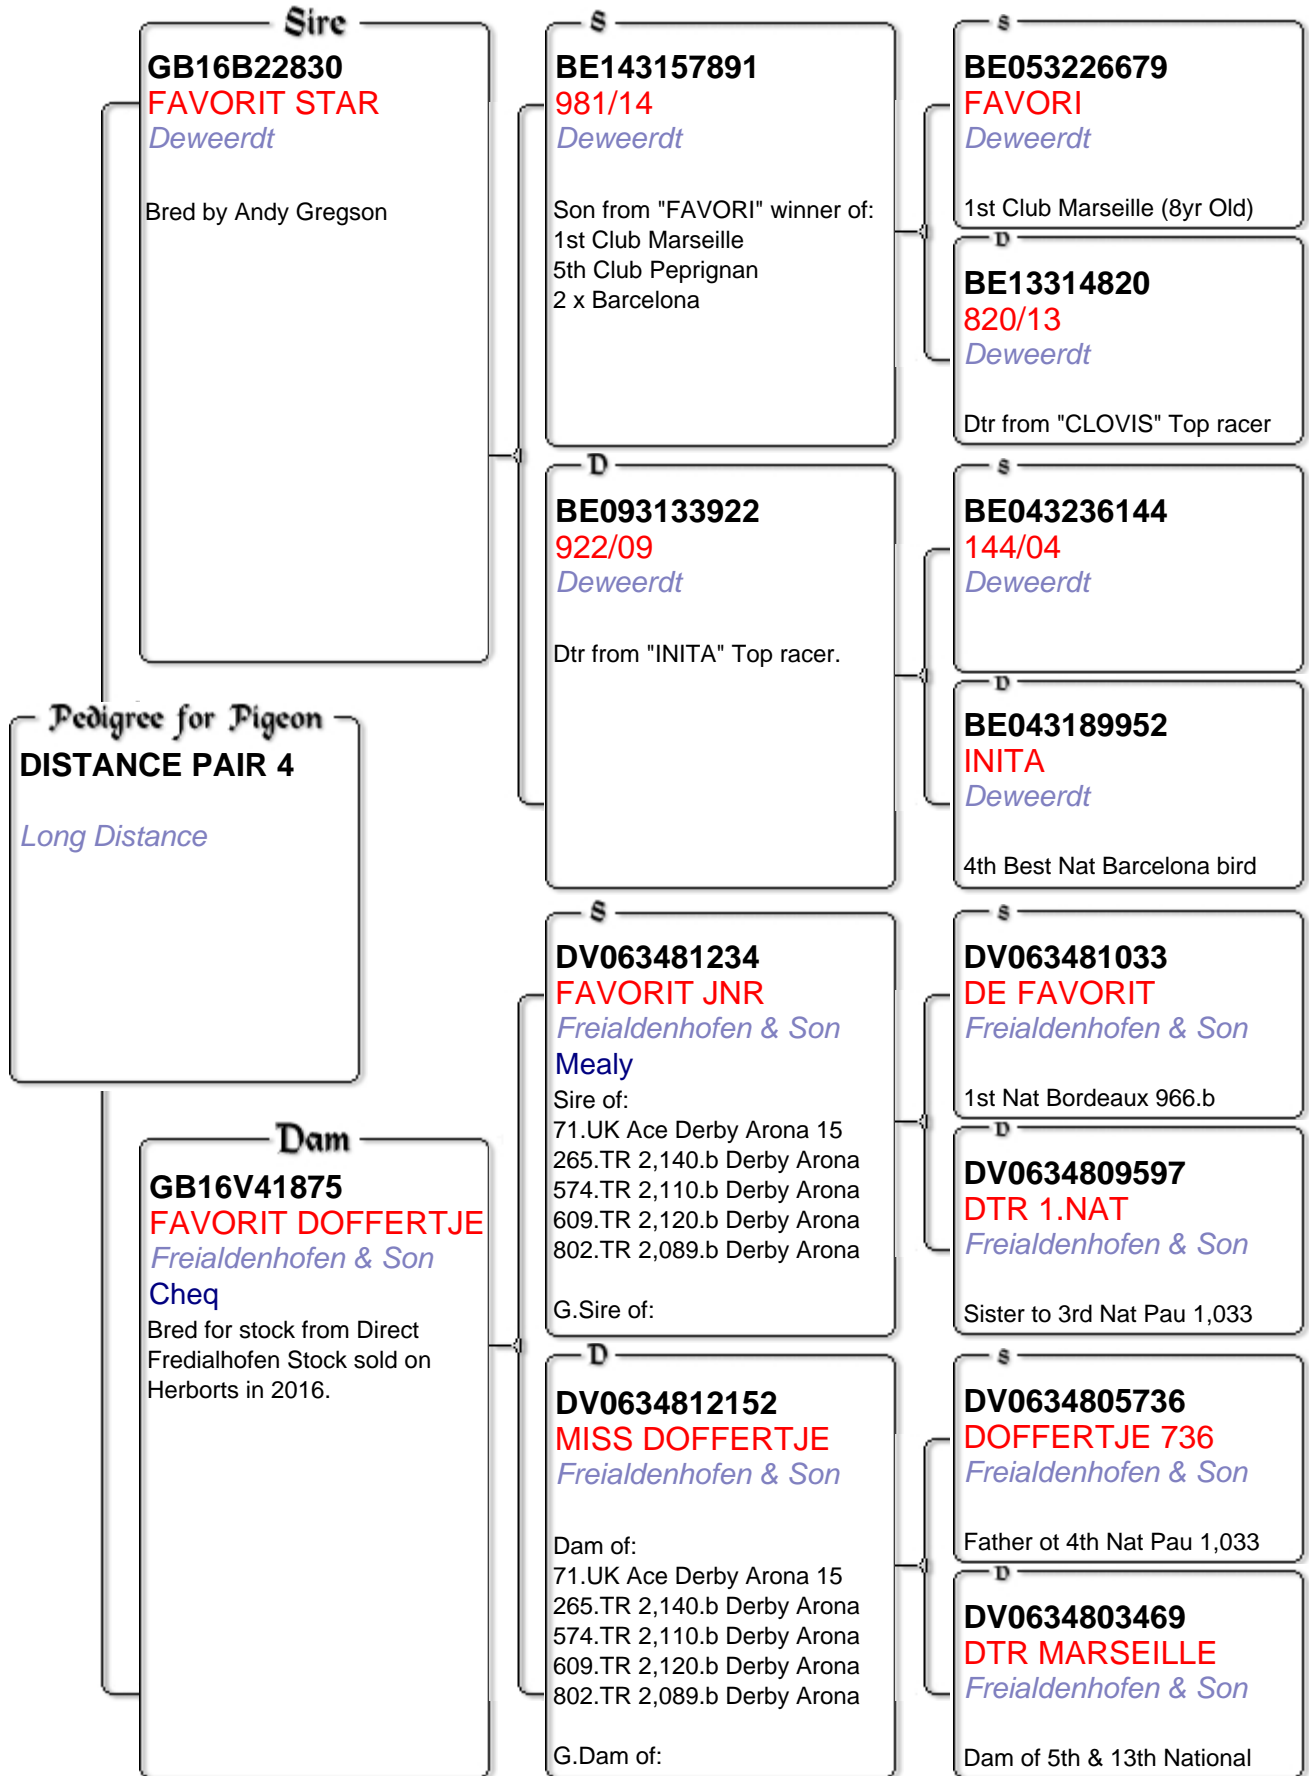 Pedigree for Pigeon
DISTANCE PAIR 4
Long Distance
Sire
GB16B22830
FAVORIT STAR
Deweerdt
Bred by Andy Gregson
Dam
GB16V41875
FAVORIT DOFFERTJE
Freialdenhofen & Son
Cheq
Bred for stock from Direct
Fredialhofen Stock sold on
Herborts in 2016.
S
BE143157891
981/14
Deweerdt
Son from "FAVORI" winner of:
1st Club Marseille
5th Club Peprignan
2 x Barcelona
D
BE093133922
922/09
Deweerdt
Dtr from "INITA" Top racer.
S
DV063481234
FAVORIT JNR
Freialdenhofen & Son
Mealy
Sire of:
71.UK Ace Derby Arona 15
265.TR 2,140.b Derby Arona
574.TR 2,110.b Derby Arona
609.TR 2,120.b Derby Arona
802.TR 2,089.b Derby Arona
G.Sire of:
D
DV0634812152
MISS DOFFERTJE
Freialdenhofen & Son
Dam of:
71.UK Ace Derby Arona 15
265.TR 2,140.b Derby Arona
574.TR 2,110.b Derby Arona
609.TR 2,120.b Derby Arona
802.TR 2,089.b Derby Arona
G.Dam of:
S
BE053226679
FAVORI
Deweerdt
1st Club Marseille (8yr Old)
D
BE13314820
820/13
Deweerdt
Dtr from "CLOVIS" Top racer
S
BE043236144
144/04
Deweerdt
D
BE043189952
INITA
Deweerdt
4th Best Nat Barcelona bird
S
DV063481033
DE FAVORIT
Freialdenhofen & Son
1st Nat Bordeaux 966.b
D
DV0634809597
DTR 1.NAT
Freialdenhofen & Son
Sister to 3rd Nat Pau 1,033
S
DV0634805736
DOFFERTJE 736
Freialdenhofen & Son
Father ot 4th Nat Pau 1,033
D
DV0634803469
DTR MARSEILLE
Freialdenhofen & Son
Dam of 5th & 13th National